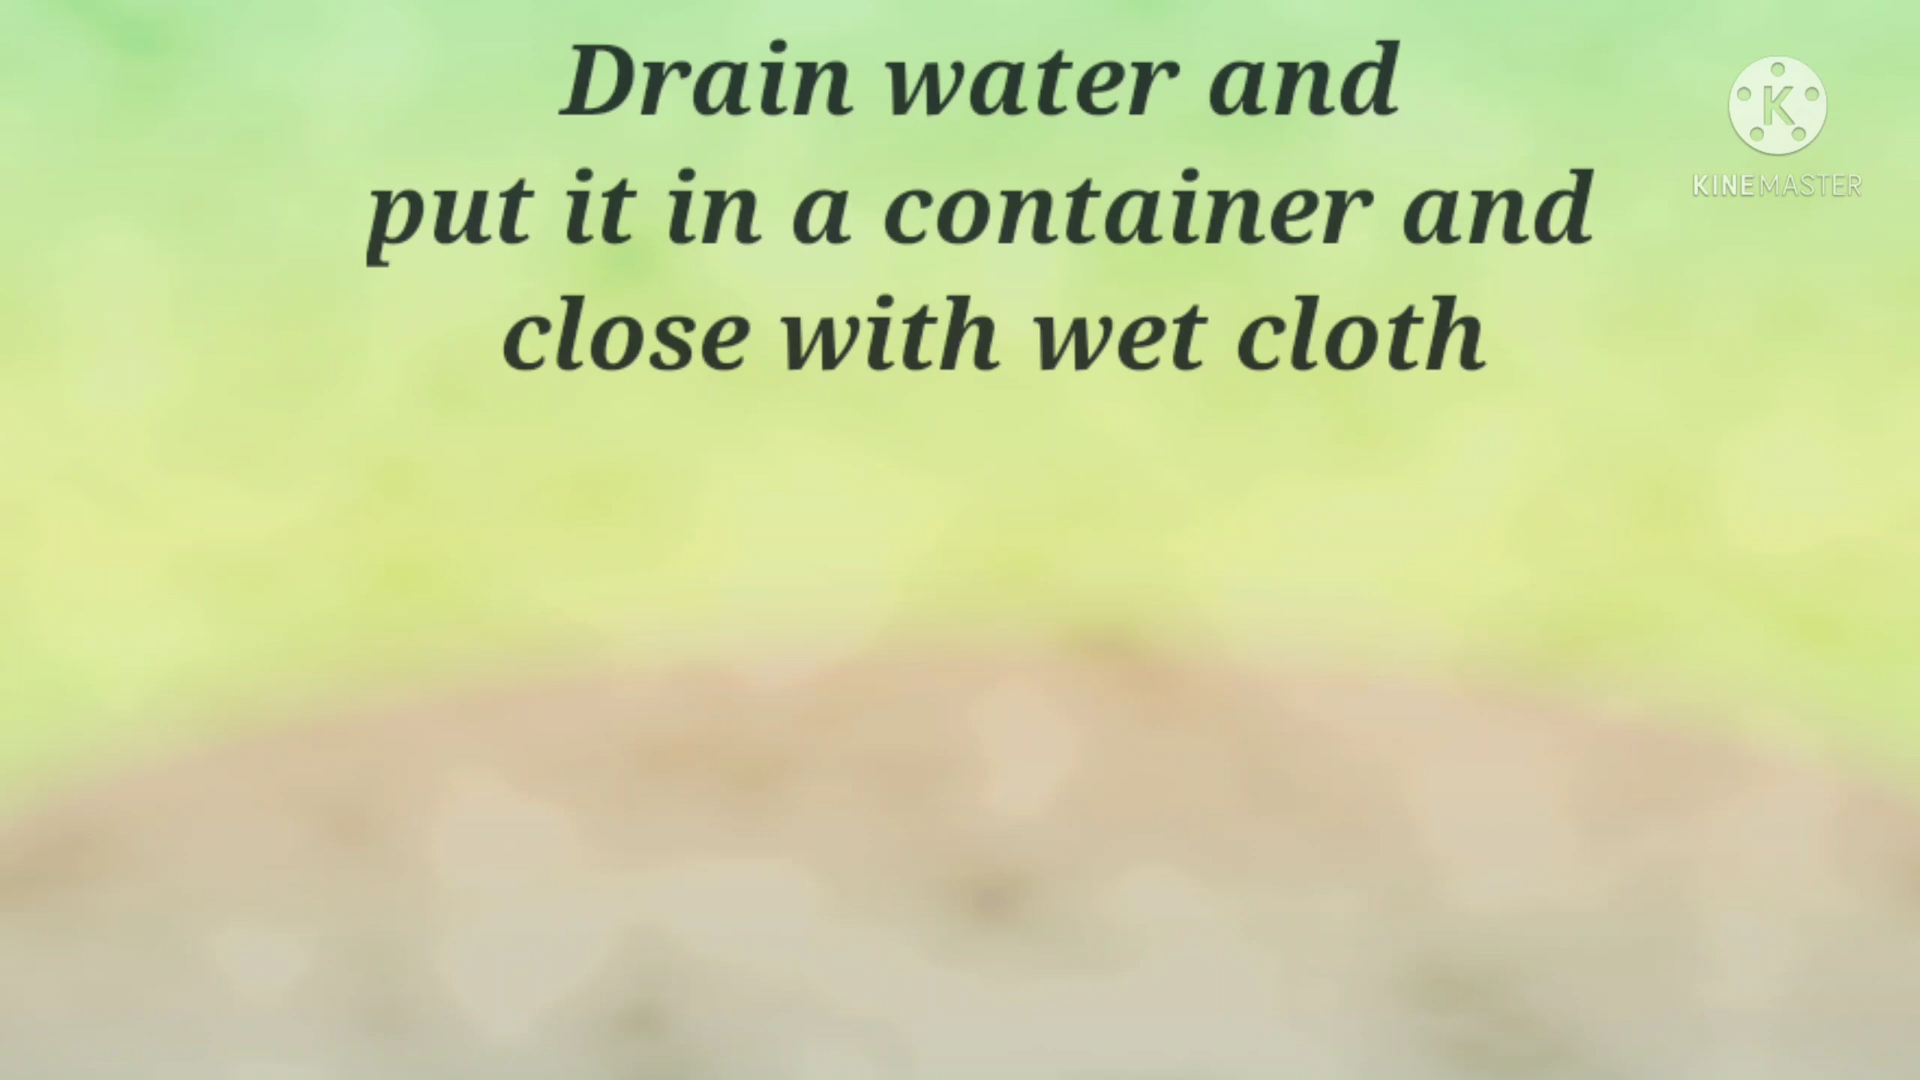 Drain water and
put it in a container and
close with wet cloth
K
KINEMASTER